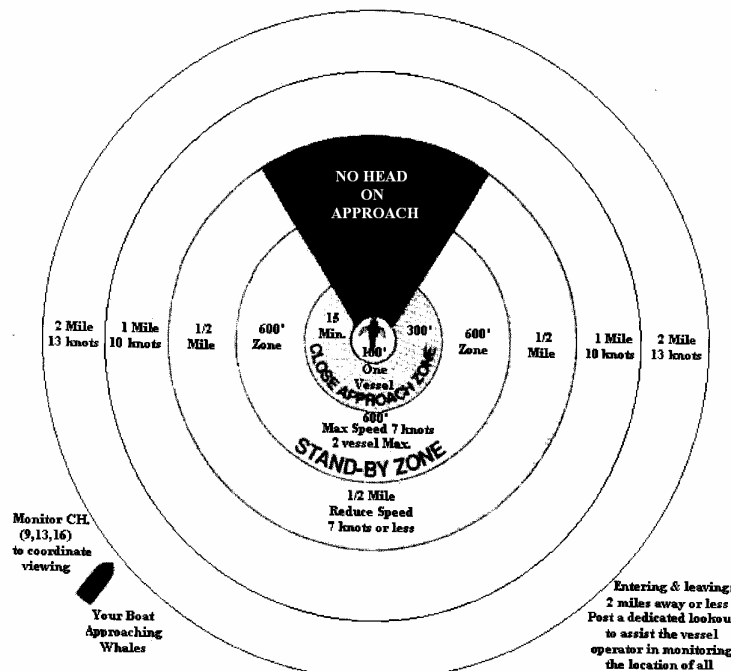 NO HEAD
ON
APPROACH
2 Mile
13 knots
1 Mile
10 knots
1/2
Mile
600'
Zone
15
Min.
300'
600'
Zone
1/2
Mile
1 Mile
10 knots
2 Mile
13 knots
100'
One
Vessel
CLOSE APPROACH ZONE
600'
Max Speed 7 knots
2 vessel Max.
STAND-BY ZONE
1/2 Mile
Reduce Speed
7 knots or less
Monitor CH.
(9,13,16)
to coordinate
viewing
Your Boat
Approaching
Whales
Entering & leaving
2 miles away or less
Post a dedicated lookou
to assist the vessel
operator in monitoring
the location of all